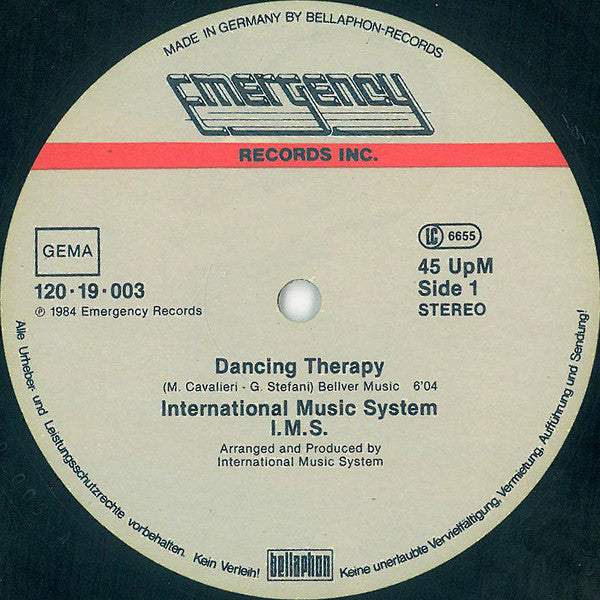 MADE IN GERMANY BY BELLAPHON-RECORDS
Emergency
RECORDS INC.
GEMA
LC 6655
120·19·003
45 UpM
Side 1
℗ 1984 Emergency Records
STEREO
Dancing Therapy
(M. Cavalieri - G. Stefani) Bellver Music 6'04
International Music System
I.M.S.
Arranged and Produced by
International Music System
Alle Urheber- und Leistungsschutzrechte vorbehalten. Kein Verleih! bellaphon Keine unerlaubte Vervielfältigung, Vermietung, Aufführung und Sendung!